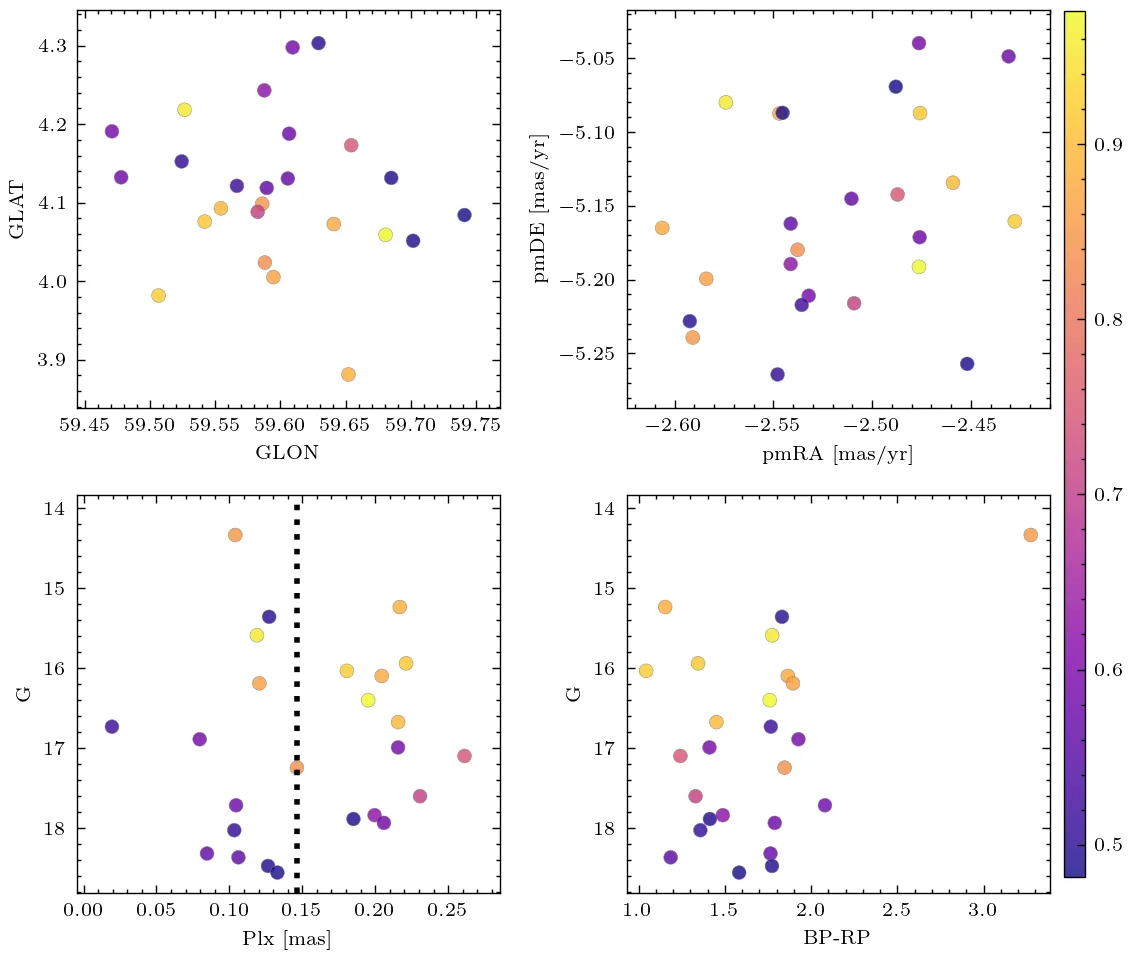 4.3
4.2
4.1
4.0
3.9
GLAT
59.45 59.50 59.55 59.60 59.65 59.70 59.75
GLON
−5.05
−5.10
−5.15
−5.20
−5.25
pmDE [mas/yr]
−2.60 −2.55 −2.50 −2.45
pmRA [mas/yr]
0.9
0.8
0.7
0.6
0.5
14
15
16
17
18
G
0.00 0.05 0.10 0.15 0.20 0.25
Plx [mas]
14
15
16
17
18
G
1.0 1.5 2.0 2.5 3.0
BP-RP